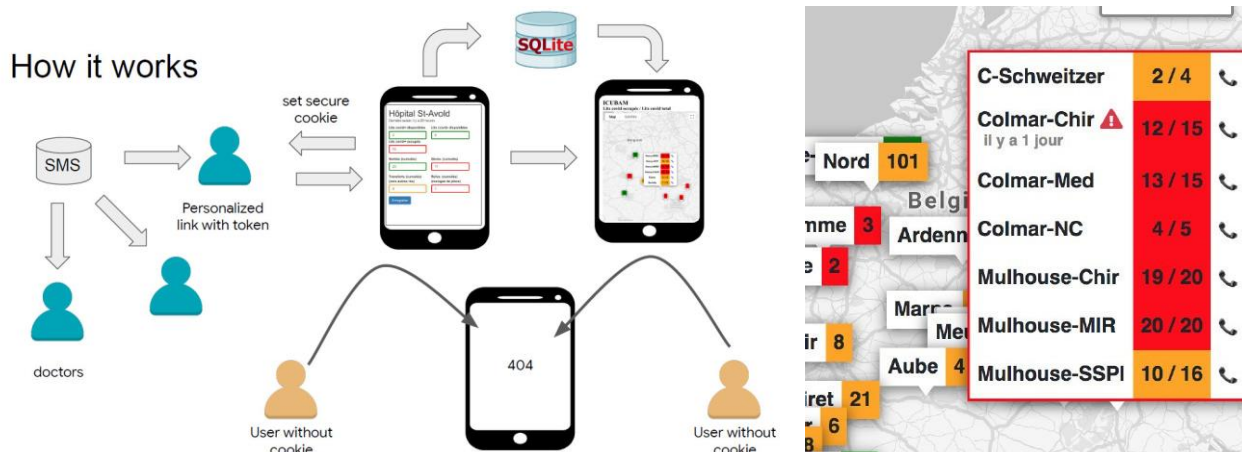 How it works
SMS
Personalized
link with token
doctors
set secure
cookie
SQLite
Hôpital St-Avold
ICUBAM
404
User without
cookie
User without
cookie
Nord 101
mme 3
2
Ardenn
Belgi
Marne
Meu
ir 8
Aube 4
iret 21
6
8
C-Schweitzer 2 / 4
Colmar-Chir 12 / 15
il y a 1 jour
Colmar-Med 13 / 15
Colmar-NC 4 / 5
Mulhouse-Chir 19 / 20
Mulhouse-MIR 20 / 20
Mulhouse-SSPI 10 / 16